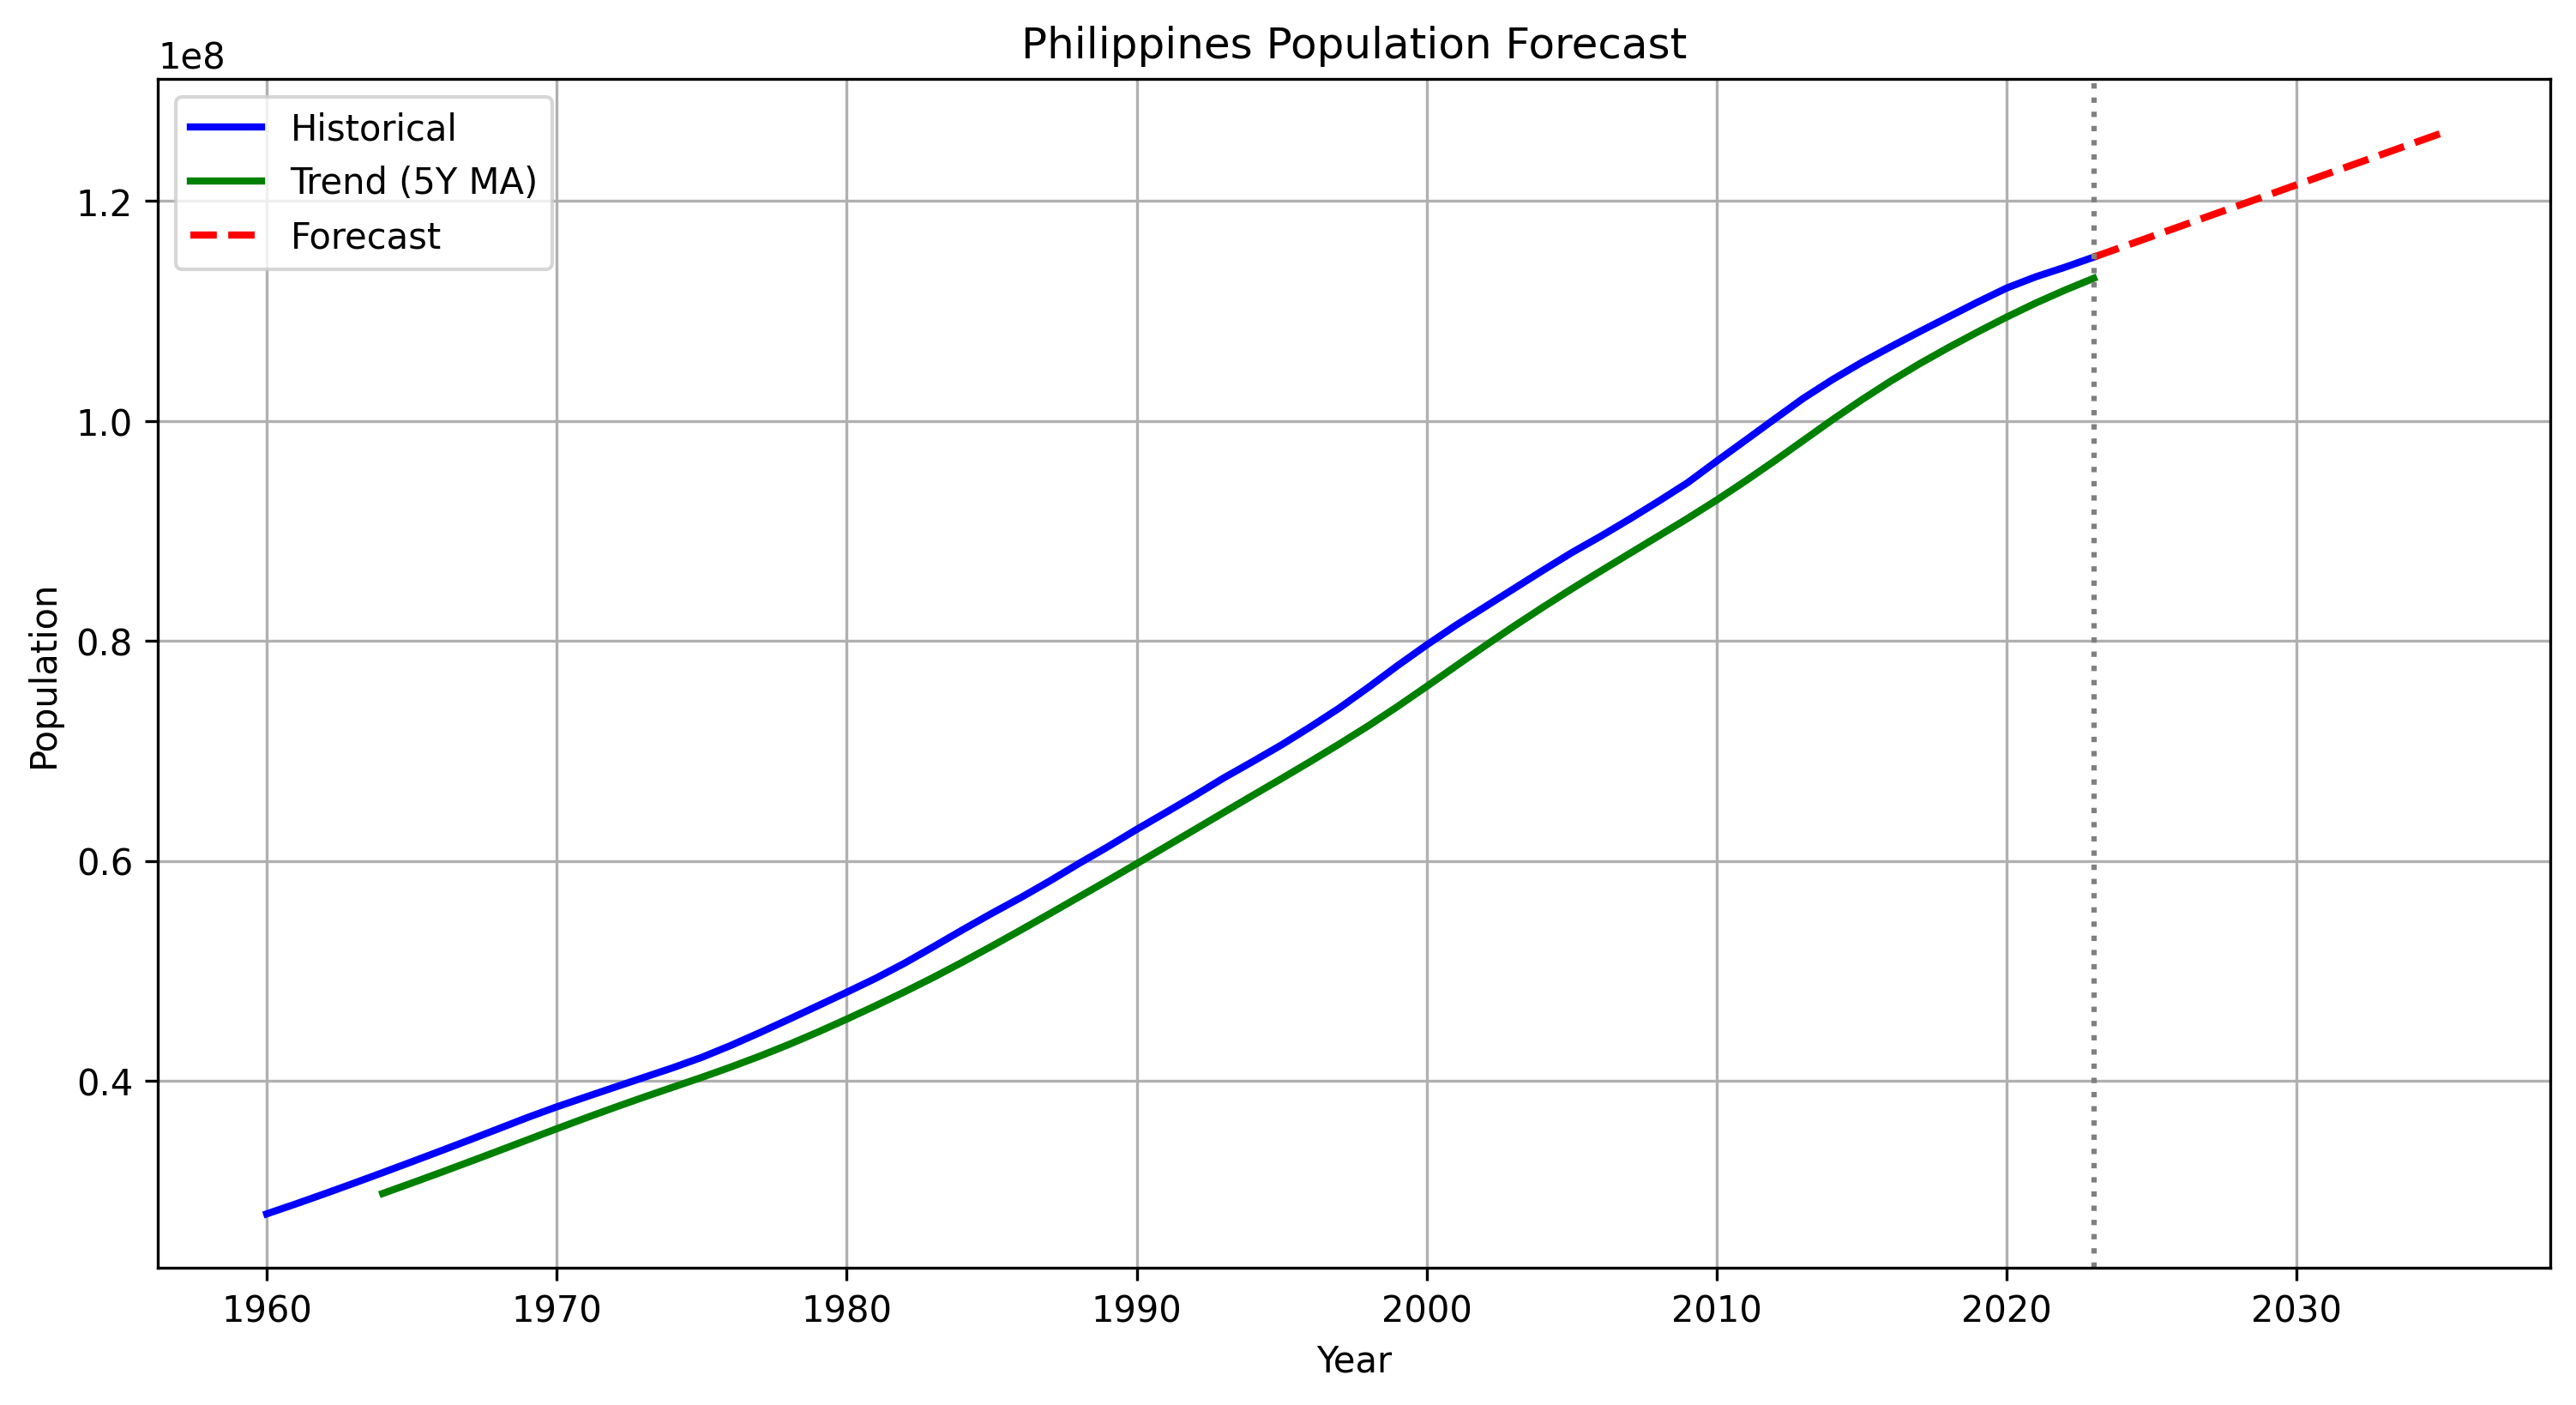 Philippines Population Forecast
1e8
Historical
Trend (5Y MA)
Forecast
1.2
1.0
0.8
0.6
0.4
Population
1960 1970 1980 1990 2000 2010 2020 2030
Year